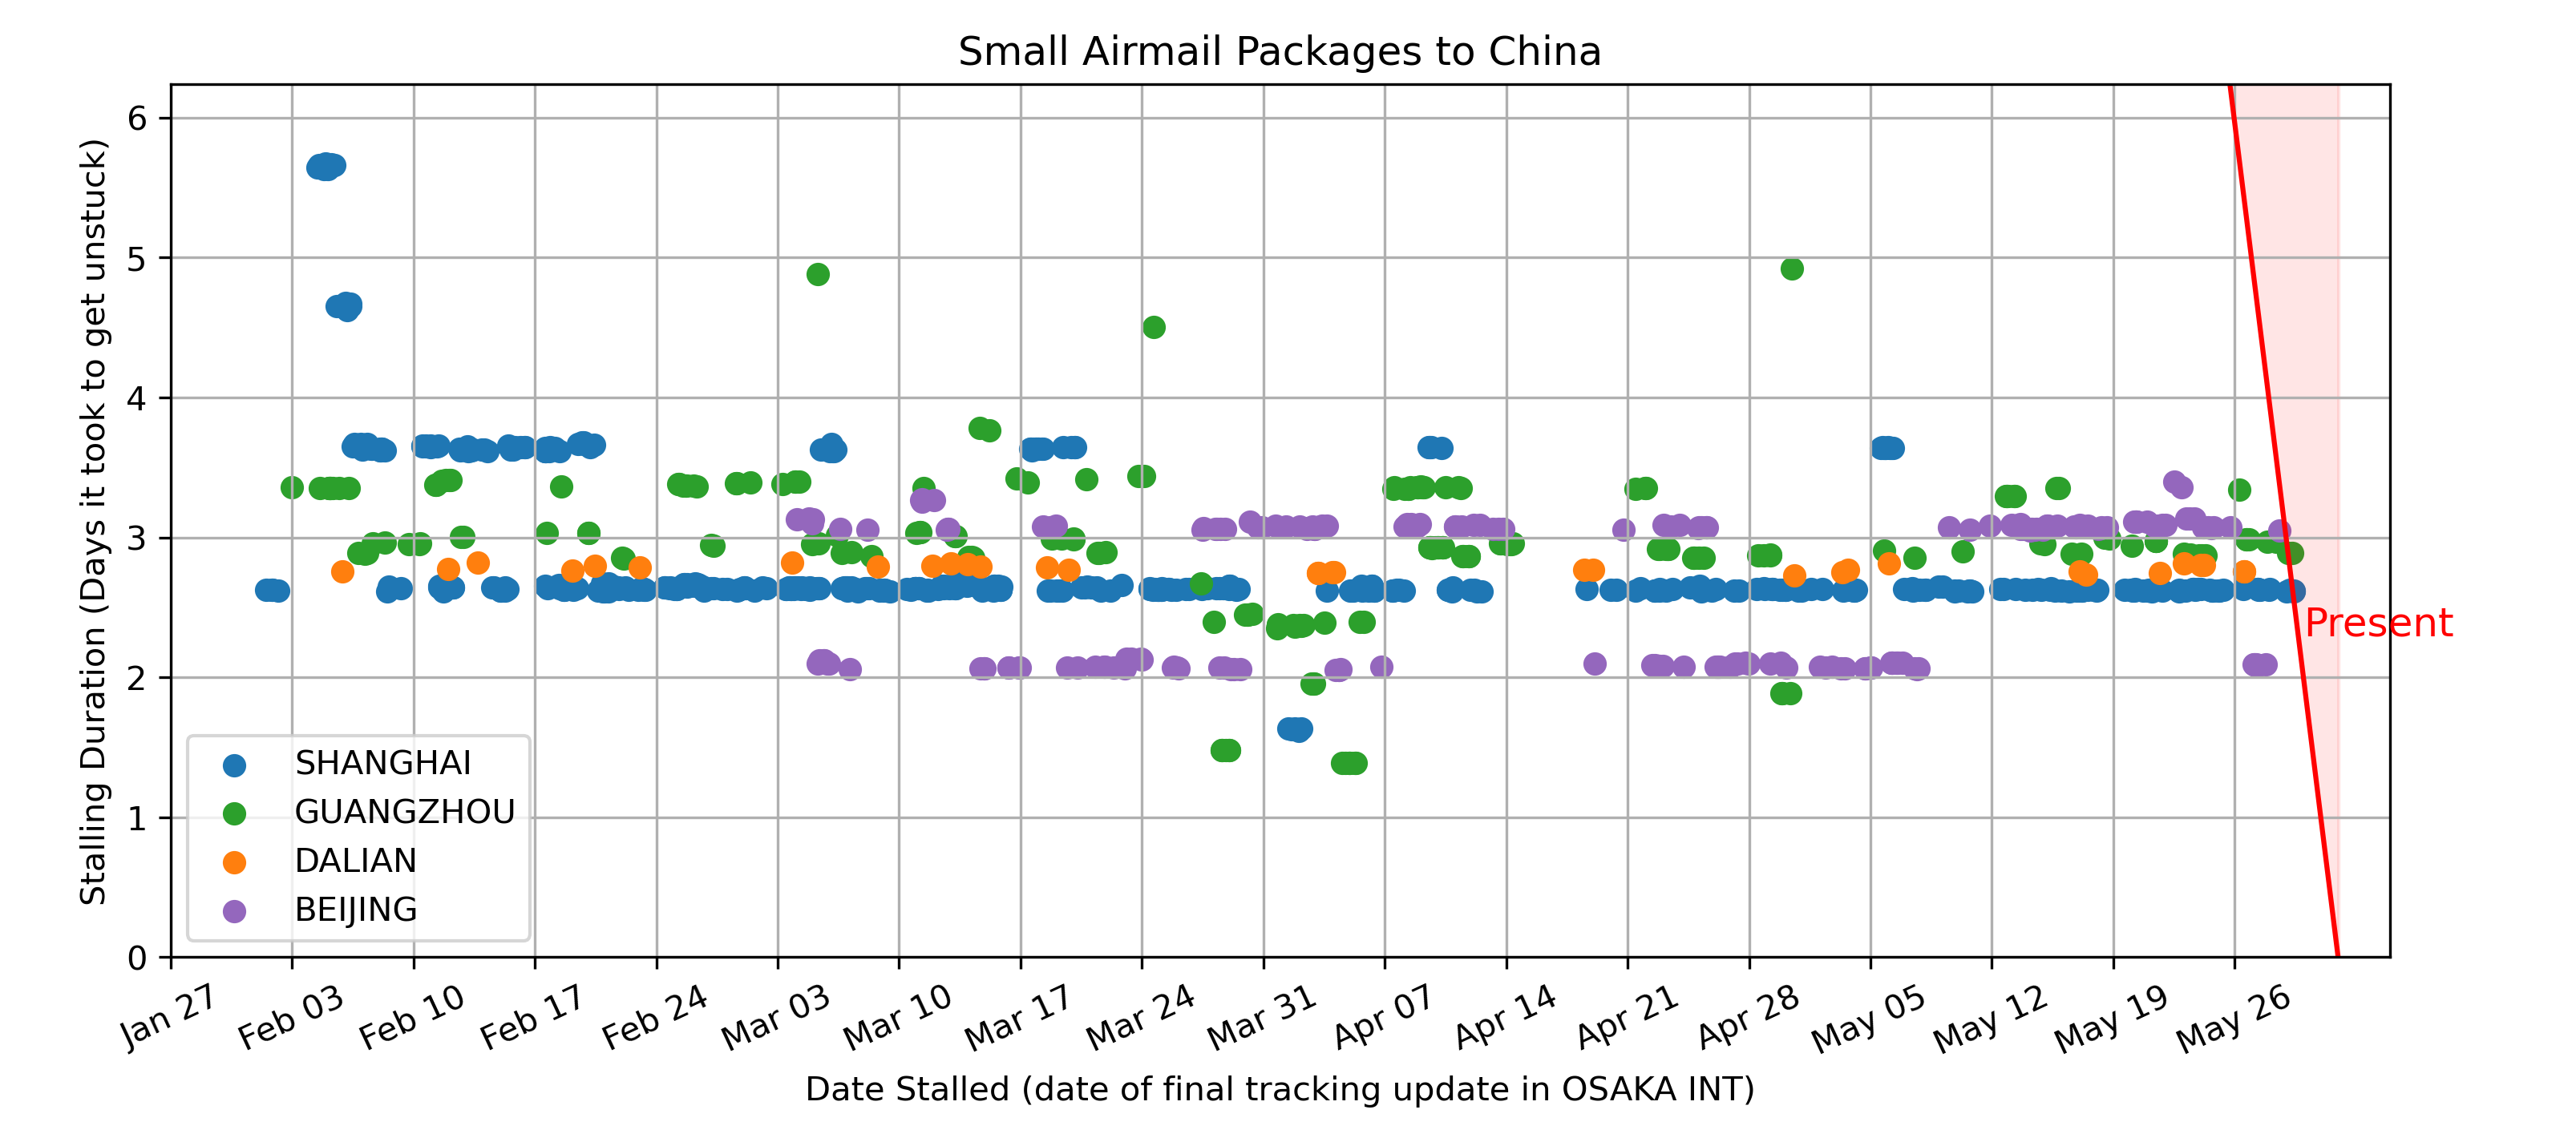 Small Airmail Packages to China
Stalling Duration (Days it took to get unstuck)
6
5
4
3
2
1
0
SHANGHAI
GUANGZHOU
DALIAN
BEIJING
Present
Jan 27
Feb 03
Feb 10
Feb 17
Feb 24
Mar 03
Mar 10
Mar 17
Mar 24
Mar 31
Apr 07
Apr 14
Apr 21
Apr 28
May 05
May 12
May 19
May 26
Date Stalled (date of final tracking update in OSAKA INT)